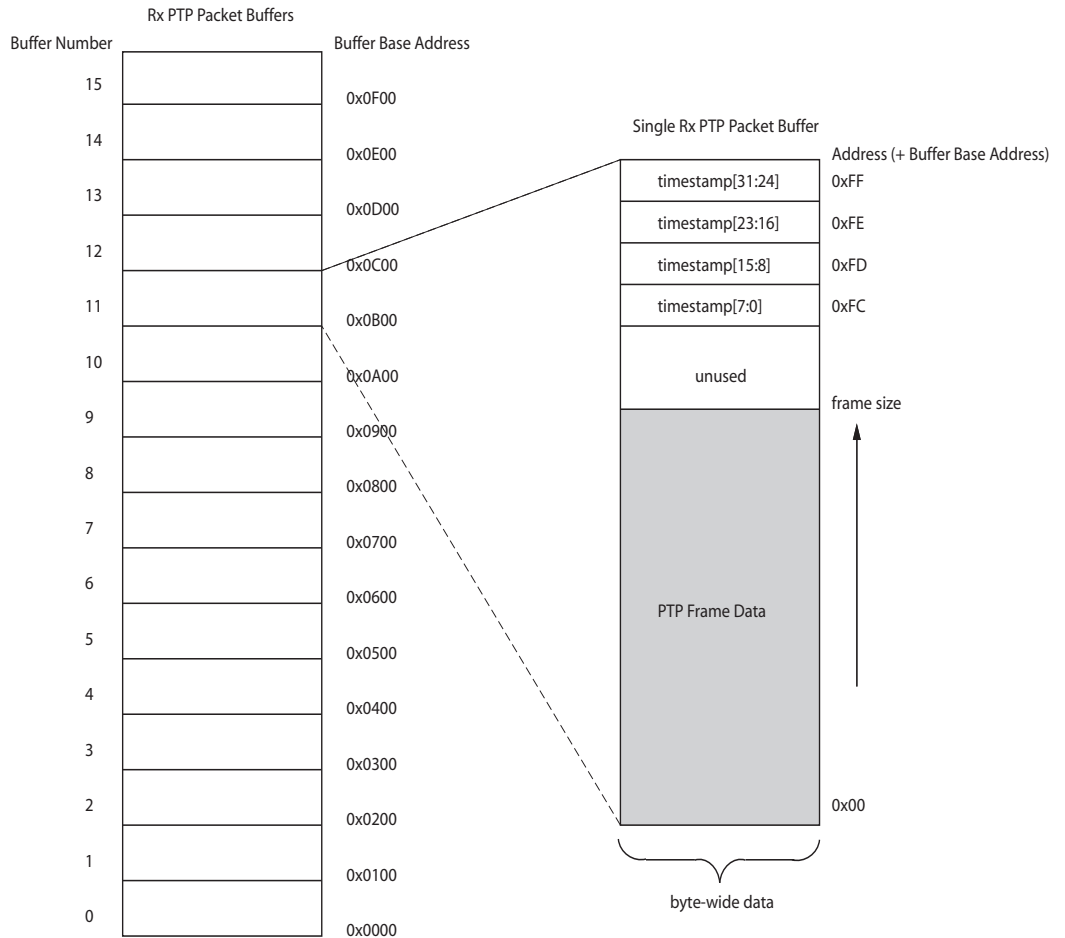 Rx PTP Packet Buffers
Buffer Number
Buffer Base Address
15
0x0F00
14
0x0E00
13
0x0D00
12
0x0C00
11
0x0B00
10
0x0A00
9
0x0900
8
0x0800
7
0x0700
6
0x0600
5
0x0500
4
0x0400
3
0x0300
2
0x0200
1
0x0100
0
0x0000
Single Rx PTP Packet Buffer
Address (+ Buffer Base Address)
timestamp[31:24]
0xFF
timestamp[23:16]
0xFE
timestamp[15:8]
0xFD
timestamp[7:0]
0xFC
unused
frame size
PTP Frame Data
0x00
byte-wide data